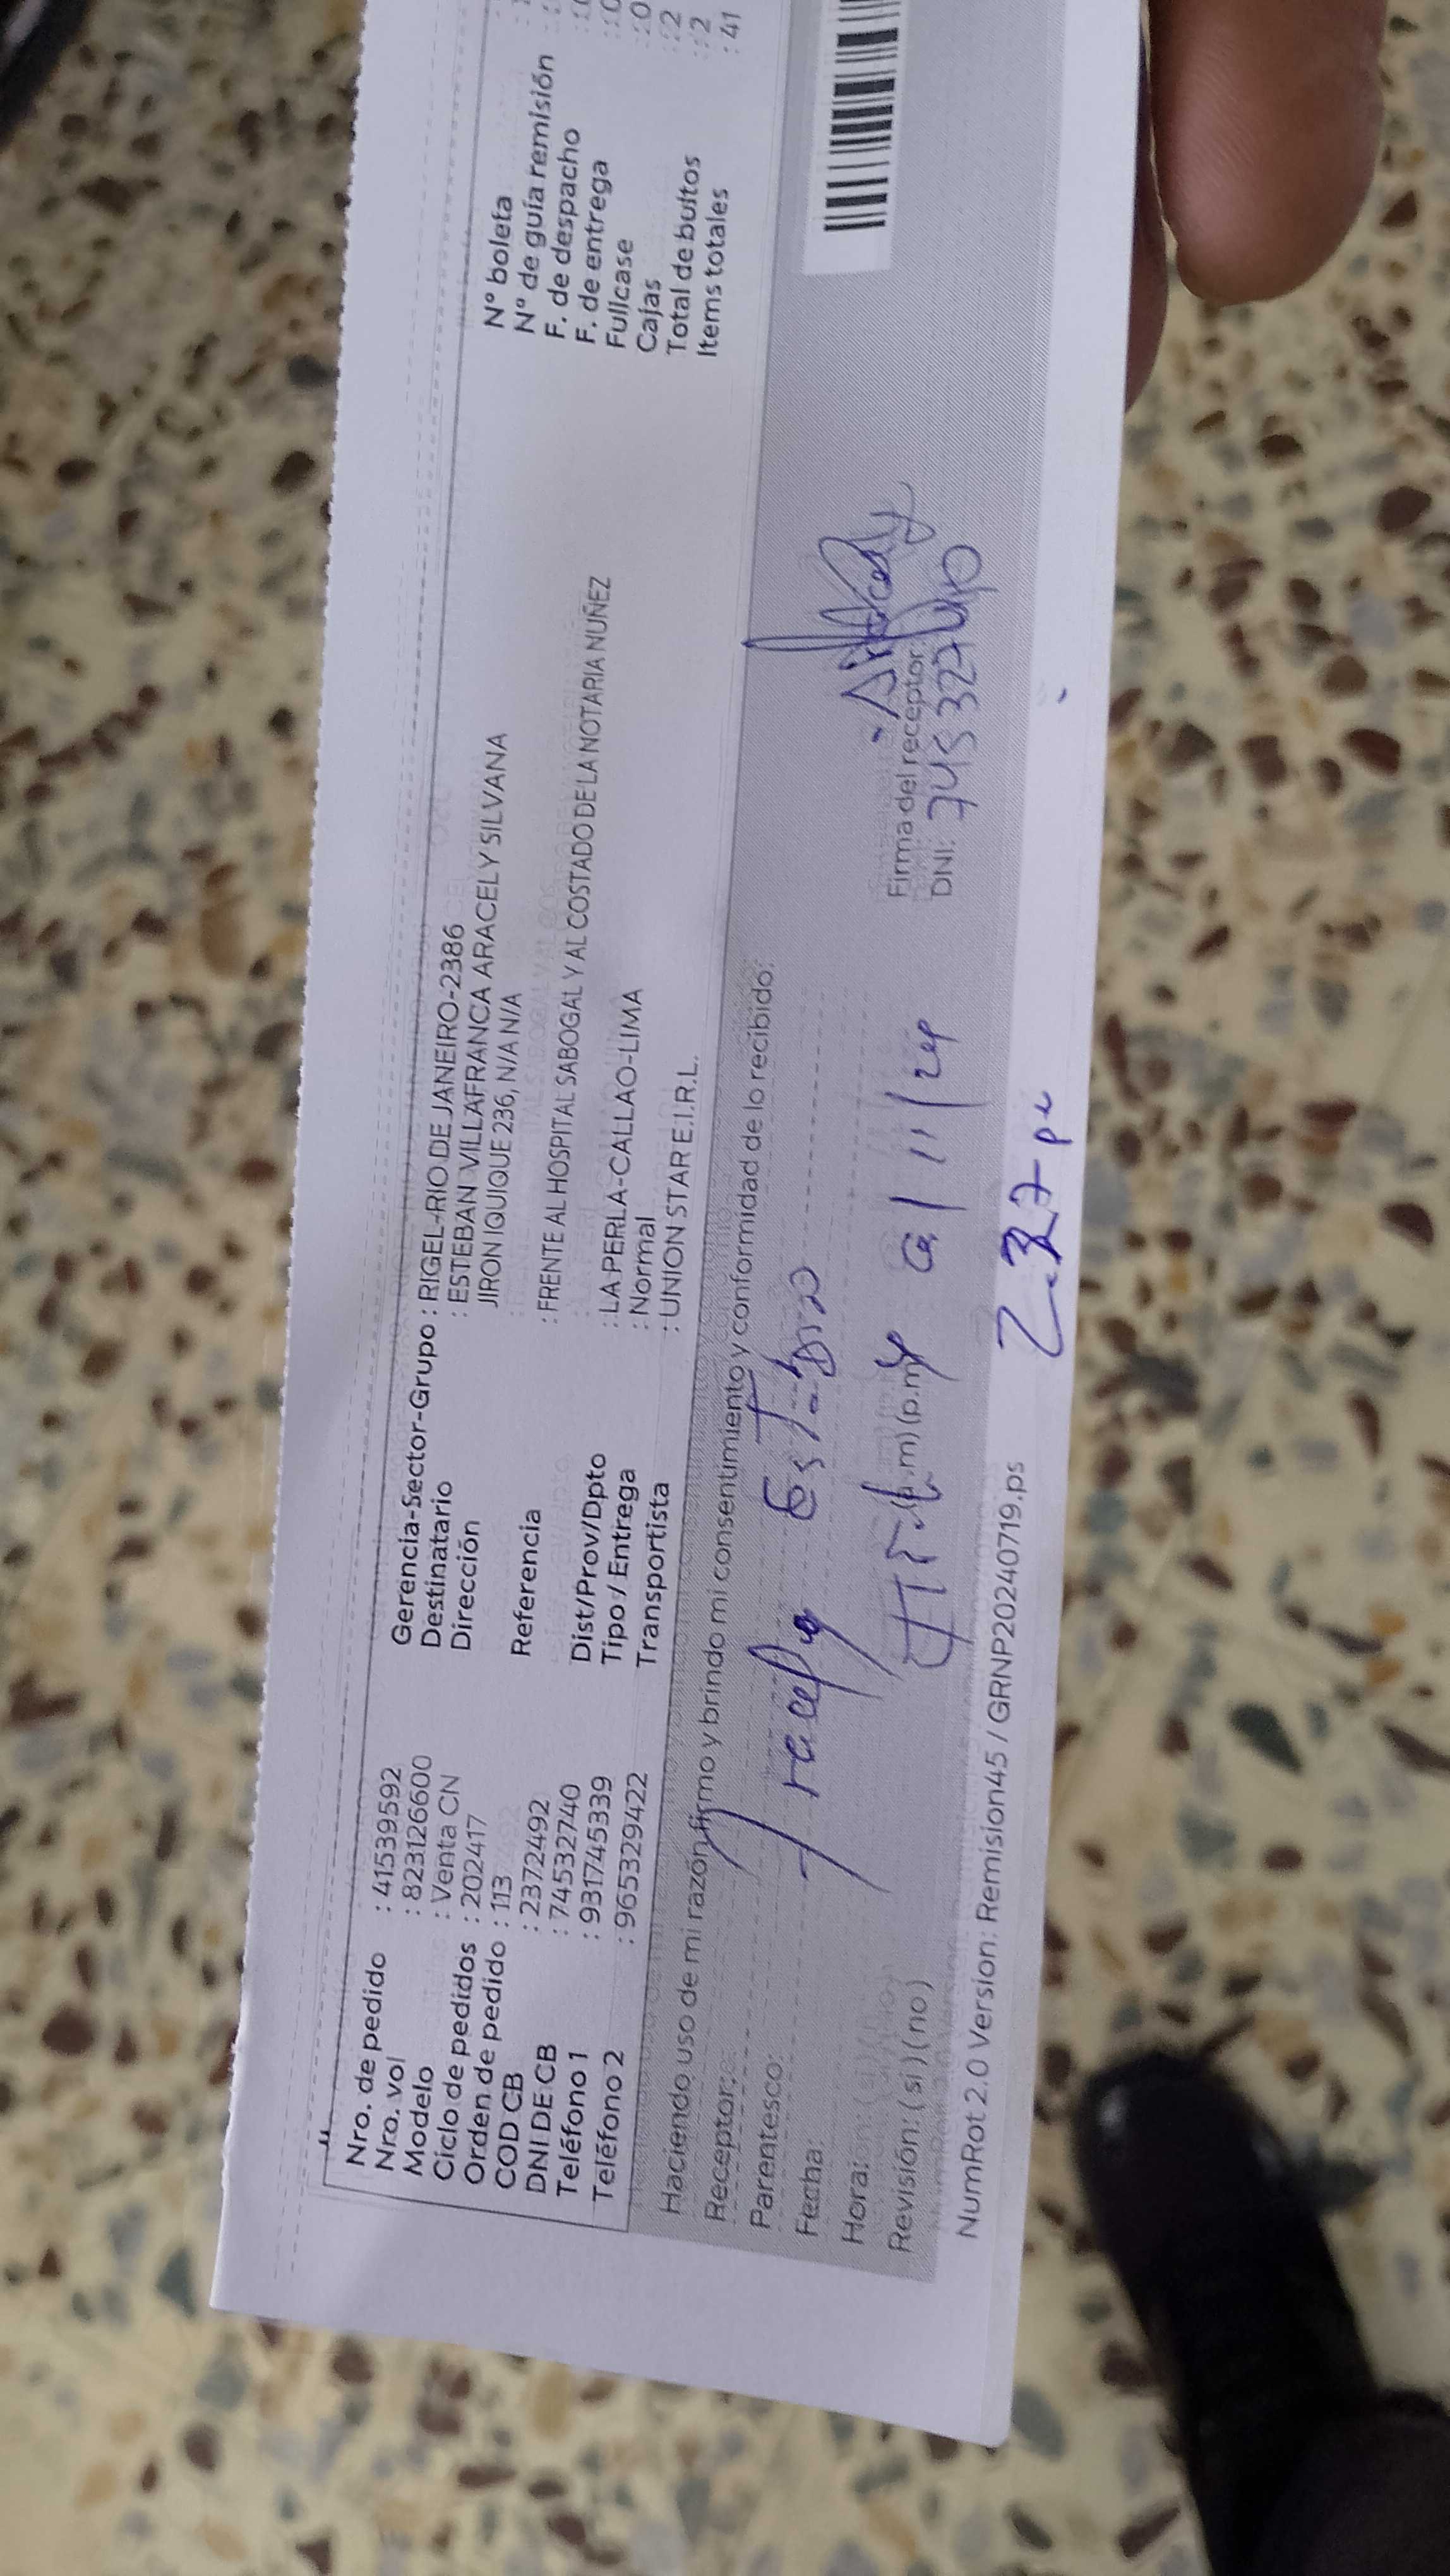 Nro. de pedido : 41539592
Nro. vol : 823126600
Modelo : Venta CN
Ciclo de pedidos : 202417
Orden de pedido : 113
COD CB
DNI DE CB : 2372492
Teléfono 1 : 74532740
Teléfono 2 : 931745339
: 965329422
Gerencia-Sector-Grupo : RIGEL-RIO DE JANEIRO-2386
Destinatario : ESTEBAN VILLAFRANCA ARACELY SILVANA
Dirección JIRON IQUIQUE 236, N/A N/A
Referencia : FRENTE AL HOSPITAL SABOGAL Y AL COSTADO DE LA NOTARIA NUÑEZ
Dist/Prov/Dpto : LA PERLA-CALLAO-LIMA
Tipo / Entrega : Normal
Transportista : UNION STAR E.I.R.L.
N° boleta
N° de guía remisión
F. de despacho
F. de entrega
Fullcase
Cajas
Total de bultos : 2
Items totales : 41
Haciendo uso de mi razón firmo y brindo mi consentimiento y conformidad de lo recibido:
Receptor:
Parentesco:
Fecha
Hora:
Revisión: (si) (no)
(p.m)
Firma del receptor
DNI: 74532740
NumRot 2.0 Version: Remision45 / GRNP20240719.ps